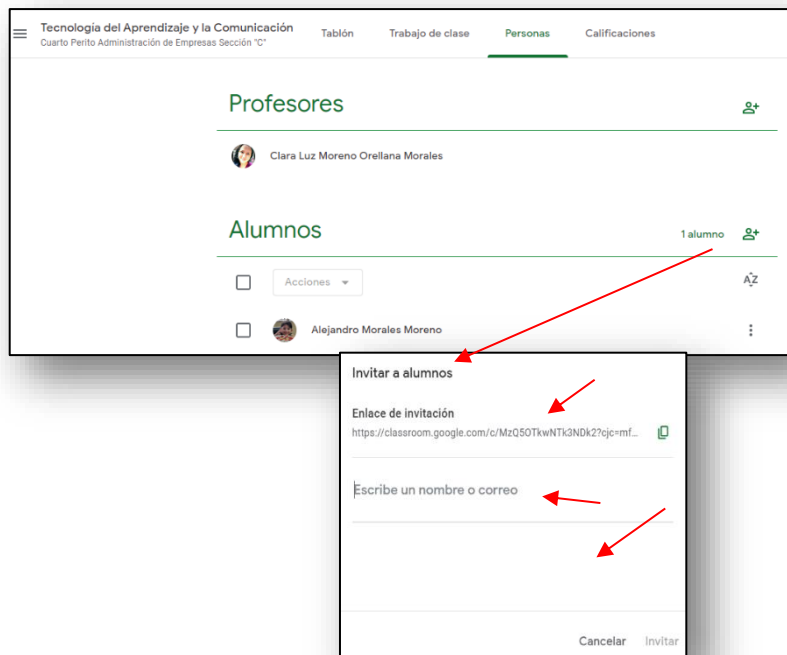 Tecnología del Aprendizaje y la Comunicación
Cuarto Perito Administración de Empresas Sección "C"
Tablón
Trabajo de clase
Personas
Calificaciones
Profesores
Clara Luz Moreno Orellana Morales
Alumnos
1 alumno
Acciones
AZ
Alejandro Morales Moreno
Invitar a alumnos
Enlace de invitación
https://classroom.google.com/c/MzQ5OTkwNTk3NDk2?cjc=mf...
Escribe un nombre o correo
Cancelar Invitar